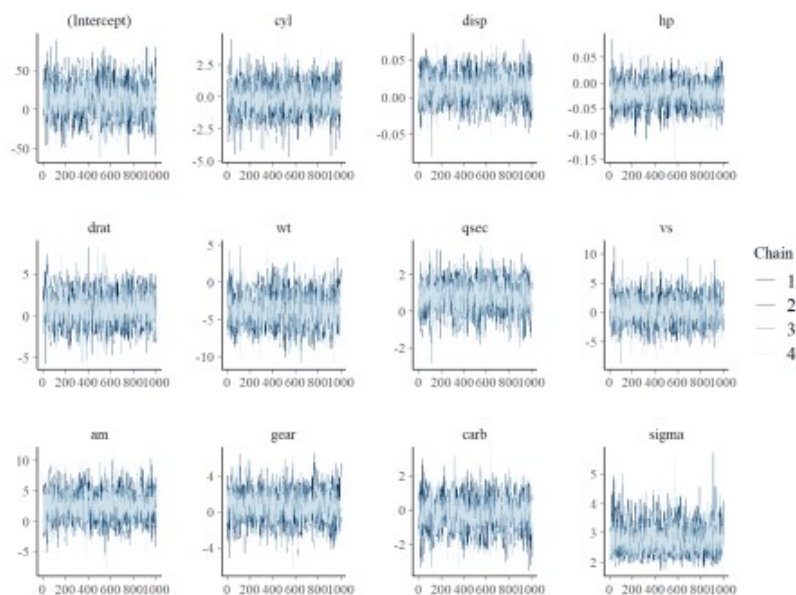 (Intercept) cyl disp hp
50 2.5 0.05 0.05
0 0.0 0.00 0.00
-50 -2.5 -0.05 -0.05
-5.0 -0.10
-0.15
0 200 400 600 8001000 0 200 400 600 8001000 0 200 400 600 8001000 0 200 400 600 8001000
drat wt qsec vs
5 5 2 10
0 0 0 5
-5 -5 -2 0
-10 -5
0 200 400 600 8001000 0 200 400 600 8001000 0 200 400 600 8001000 0 200 400 600 8001000
Chain
1
2
3
4
am gear carb sigma
10 4 2 5
5 0 0 4
0 -4 -2 3
-5 2
0 200 400 600 8001000 0 200 400 600 8001000 0 200 400 600 8001000 0 200 400 600 8001000